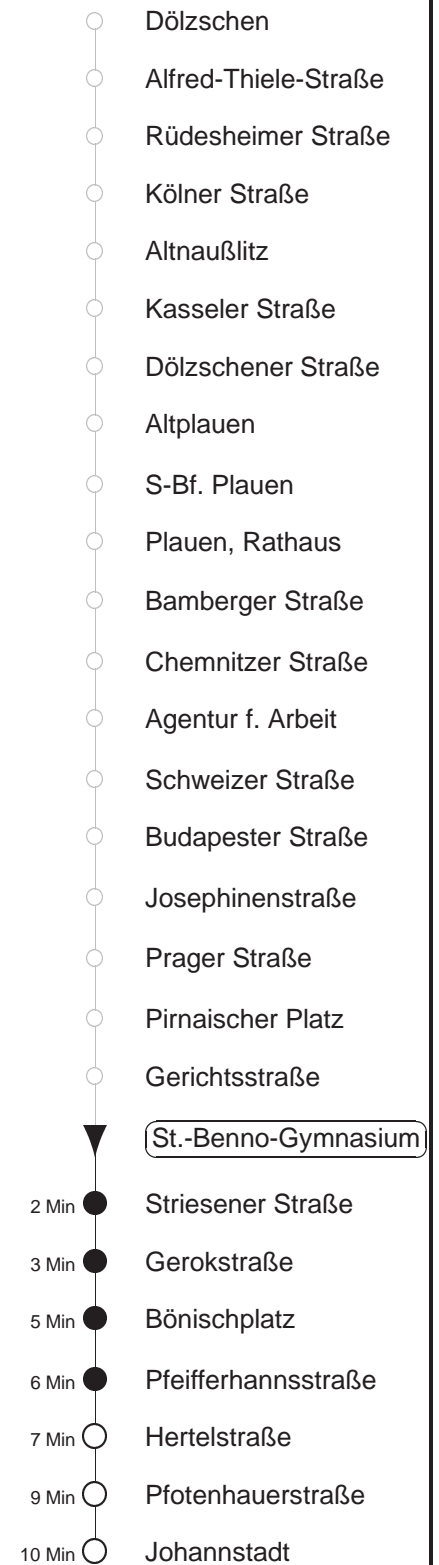 Dölzschen
Alfred-Thiele-Straße
Rüdesheimer Straße
Kölner Straße
Altnaußlitz
Kasseler Straße
Dölzschener Straße
Altplauen
S-Bf. Plauen
Plauen, Rathaus
Bamberger Straße
Chemnitzer Straße
Agentur f. Arbeit
Schweizer Straße
Budapester Straße
Josephinenstraße
Prager Straße
Pirnaischer Platz
Gerichtsstraße
St.-Benno-Gymnasium
2 Min Striesener Straße
3 Min Gerokstraße
5 Min Bönischplatz
6 Min Pfeifferhannsstraße
7 Min Hertelstraße
9 Min Pfotenhauerstraße
10 Min Johannstadt